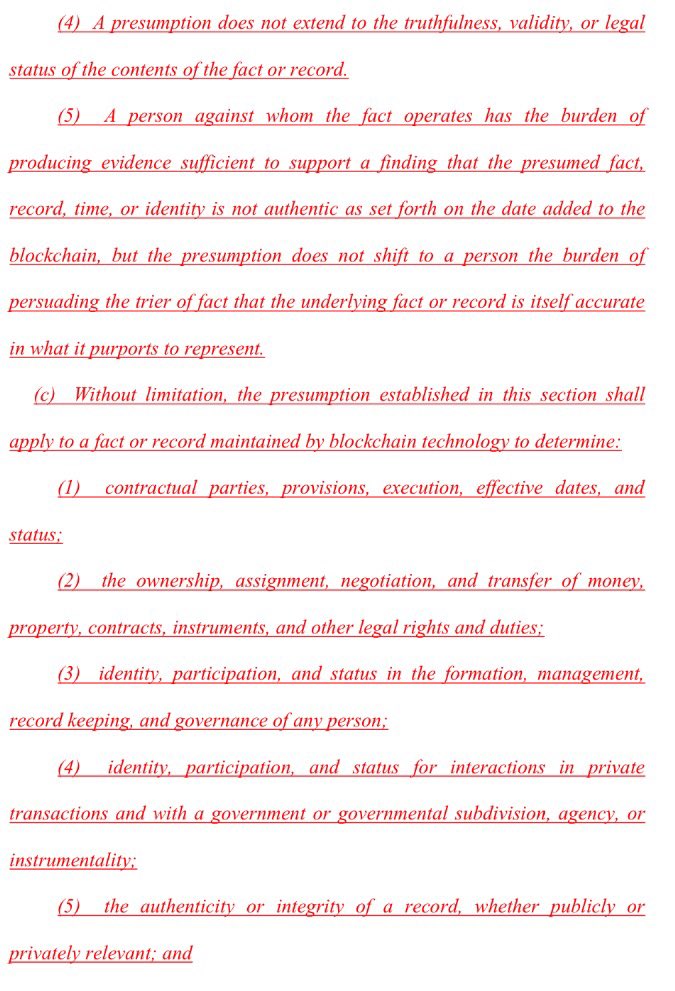 (4) A presumption does not extend to the truthfulness, validity, or legal
status of the contents of the fact or record.
(5) A person against whom the fact operates has the burden of
producing evidence sufficient to support a finding that the presumed fact,
record, time, or identity is not authentic as set forth on the date added to the
blockchain, but the presumption does not shift to a person the burden of
persuading the trier of fact that the underlying fact or record is itself accurate
in what it purports to represent.
(c) Without limitation, the presumption established in this section shall
apply to a fact or record maintained by blockchain technology to determine:
(1) contractual parties, provisions, execution, effective dates, and
status;
(2) the ownership, assignment, negotiation, and transfer of money,
property, contracts, instruments, and other legal rights and duties;
(3) identity, participation, and status in the formation, management,
record keeping, and governance of any person;
(4) identity, participation, and status for interactions in private
transactions and with a government or governmental subdivision, agency, or
instrumentality;
(5) the authenticity or integrity of a record, whether publicly or
privately relevant; and